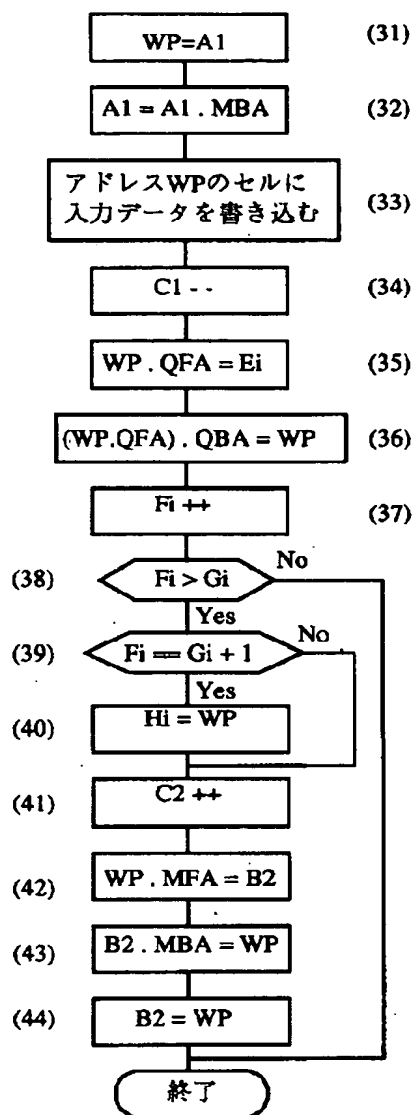 WP=A1 (31)
A1 = A1 . MBA (32)
アドレスWPのセルに
入力データを書き込む (33)
C1 - - (34)
WP . QFA = Ei (35)
(WP.QFA) . QBA = WP (36)
Fi ++ (37)
(38) Fi > Gi No
Yes
(39) Fi == Gi + 1 No
Yes
(40) Hi = WP
(41) C2 ++
(42) WP . MFA = B2
(43) B2 . MBA = WP
(44) B2 = WP
終了